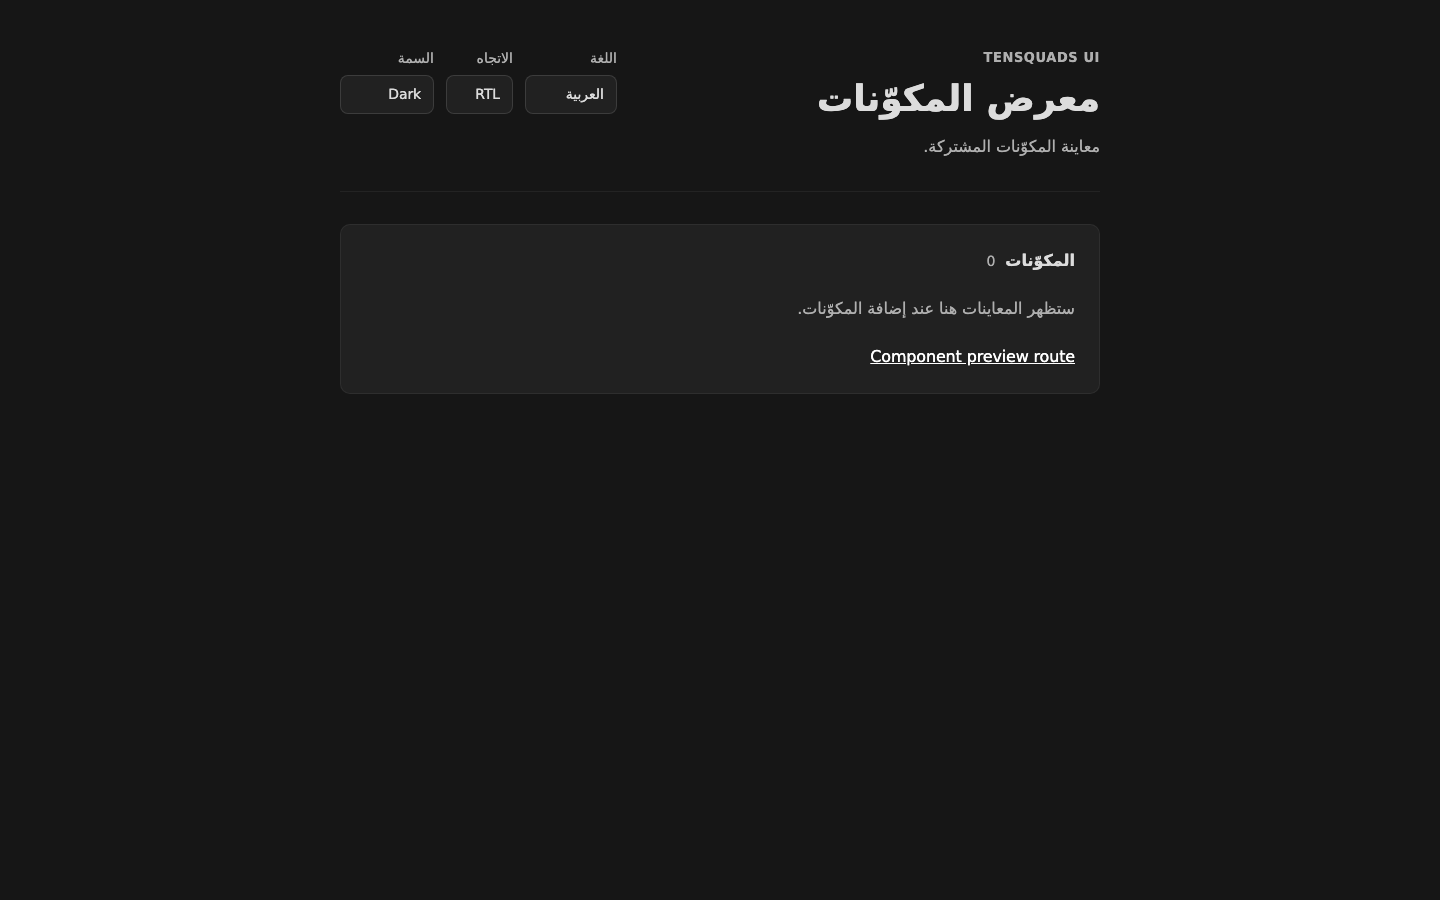 TENSQUADS UI
معرض المكوّنات
معاينة المكوّنات المشتركة.
اللغة
العربية
الاتجاه
RTL
السمة
Dark
المكوّنات 0
ستظهر المعاينات هنا عند إضافة المكوّنات.
Component preview route